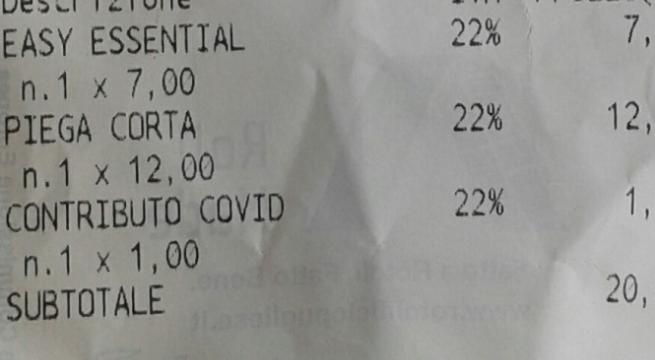 Descrizione
EASY ESSENTIAL 22% 7,
n.1 x 7,00
PIEGA CORTA 22% 12,
n.1 x 12,00
CONTRIBUTO COVID 22% 1,
n.1 x 1,00
SUBTOTALE 20,